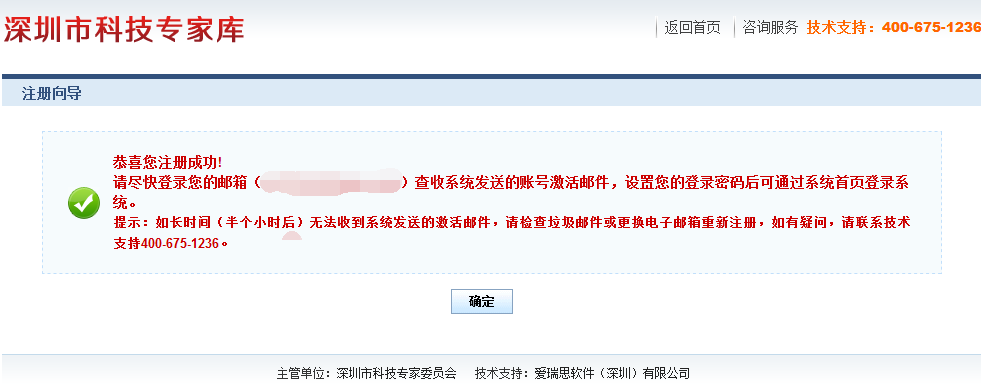 深圳市科技专家库
返回首页 咨询服务 技术支持：400-675-1236
注册向导
恭喜您注册成功!
请尽快登录您的邮箱（）查收系统发送的账号激活邮件，设置您的登录密码后可通过系统首页登录系
统。
提示：如长时间（半个小时后）无法收到系统发送的激活邮件，请检查垃圾邮件或更换电子邮箱重新注册，如有疑问，请联系技术
支持400-675-1236。
确定
主管单位：深圳市科技专家委员会 技术支持：爱瑞思软件（深圳）有限公司